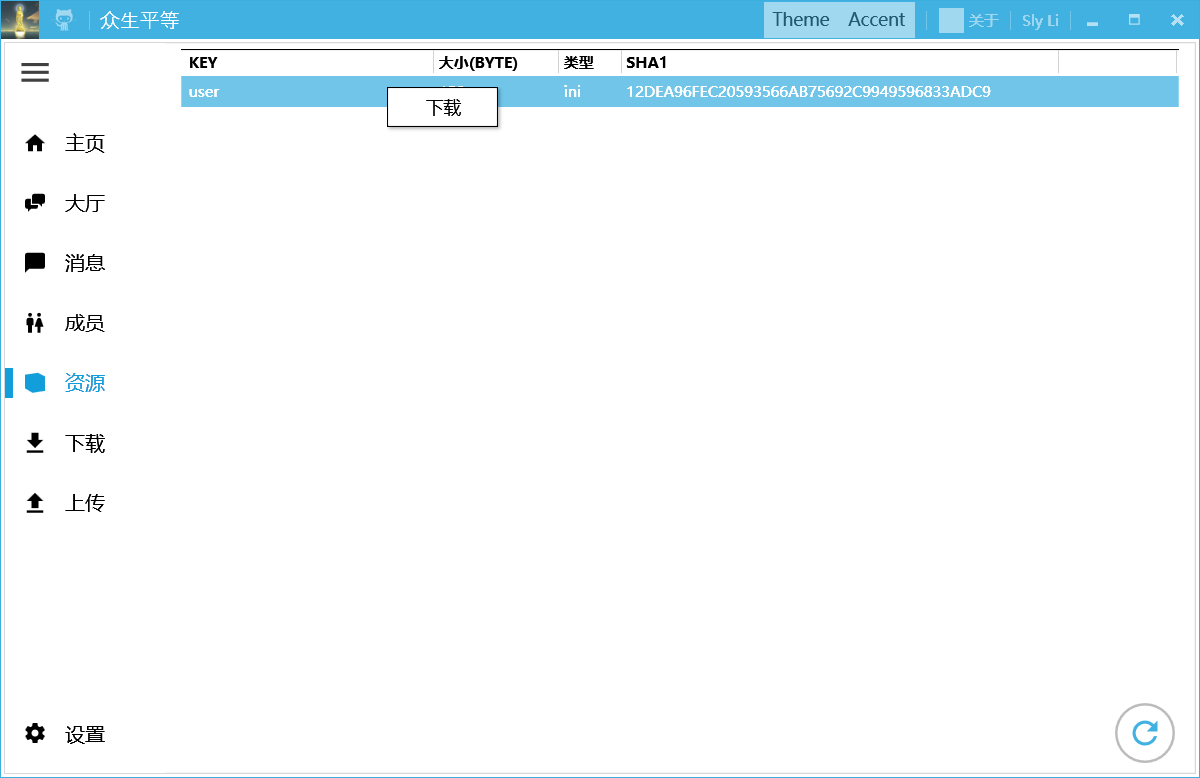 众生平等
Theme Accent 关于 Sly Li
KEY 大小(BYTE) 类型 SHA1
user ini 12DEA96FEC20593566AB75692C9949596833ADC9
下载
主页
大厅
消息
成员
资源
下载
上传
设置